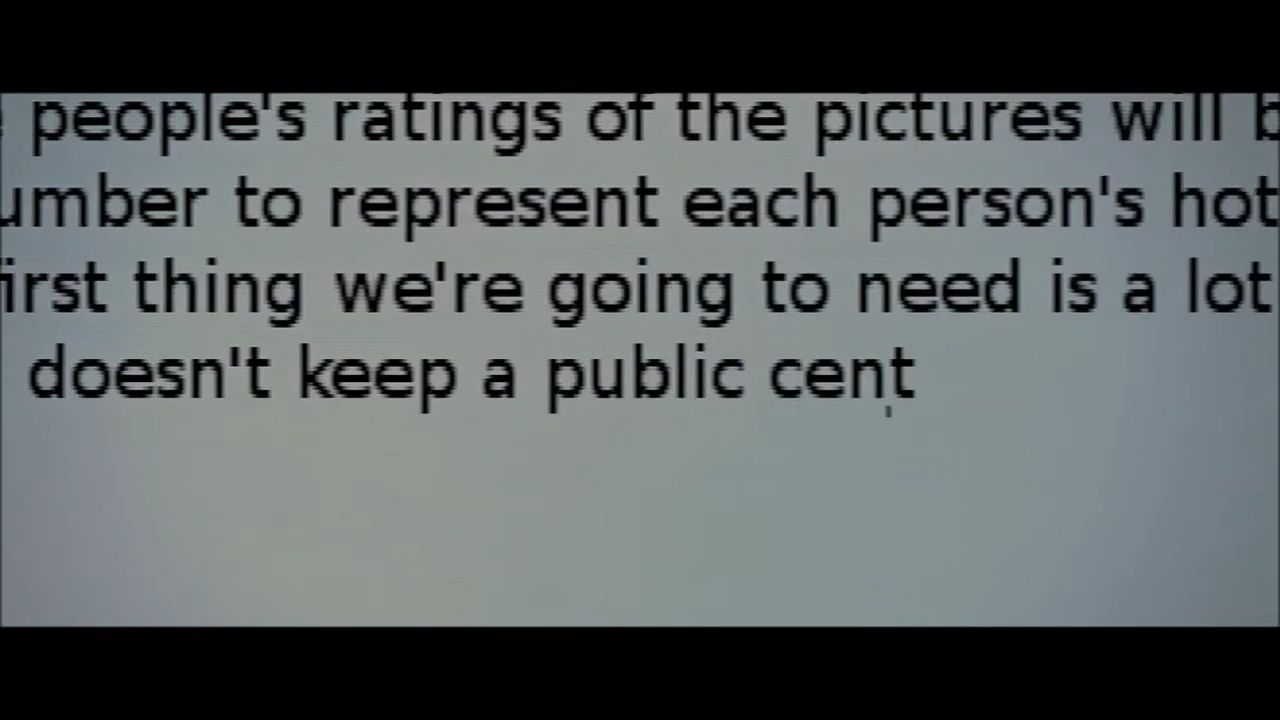 people's ratings of the pictures will b
umber to represent each person's hot
irst thing we're going to need is a lot
doesn't keep a public cent